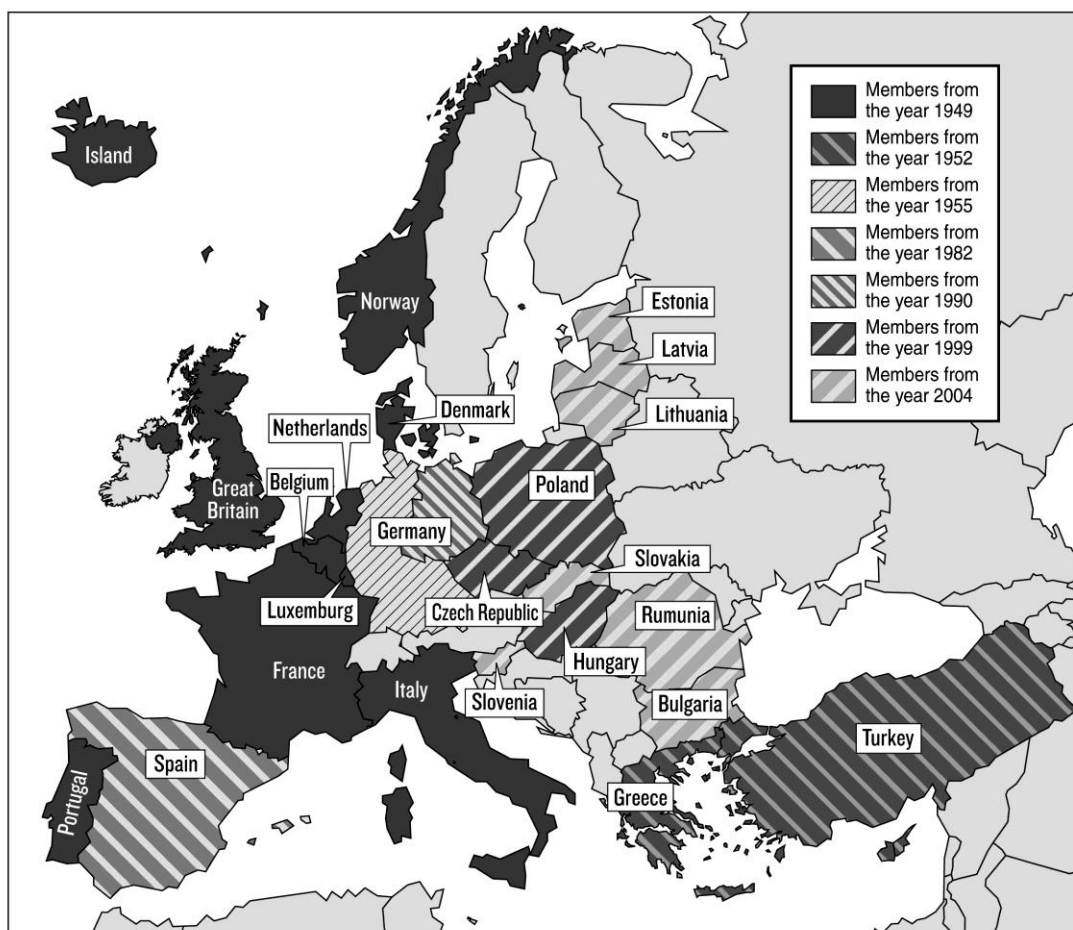 Members from
the year 1949
Members from
the year 1952
Members from
the year 1955
Members from
the year 1982
Members from
the year 1990
Members from
the year 1999
Members from
the year 2004
Island
Norway
Estonia
Latvia
Lithuania
Denmark
Netherlands
Belgium
Great
Britain
Germany
Poland
Luxemburg
Czech Republic
Slovakia
Rumunia
Hungary
France
Italy
Slovenia
Bulgaria
Spain
Portugal
Greece
Turkey